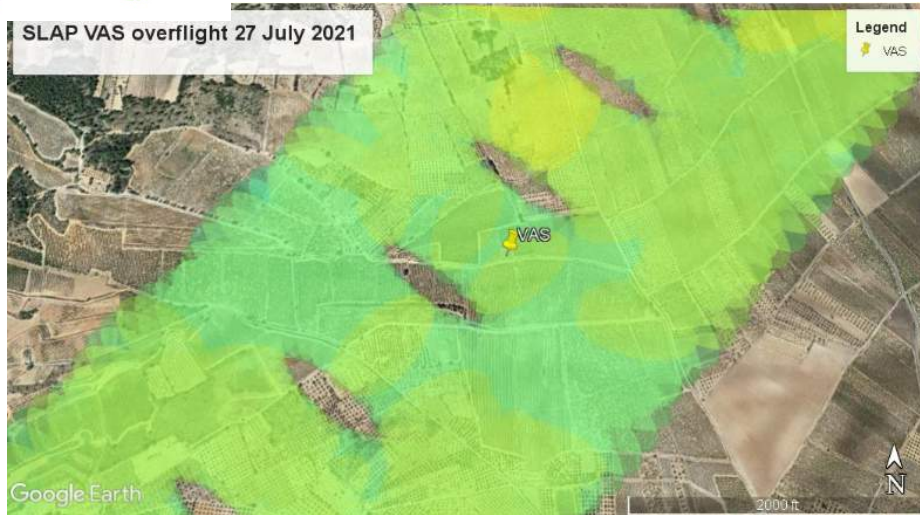 SLAP VAS overflight 27 July 2021
Legend
VAS
VAS
N
Google Earth
2000 ft